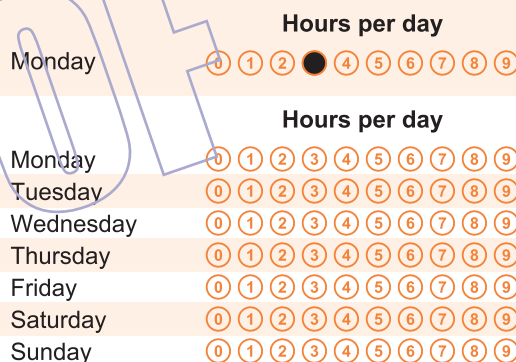 Hours per day
Monday 0 1 2 4 5 6 7 8 9
Hours per day
Monday 0 1 2 3 4 5 6 7 8 9
Tuesday 0 1 2 3 4 5 6 7 8 9
Wednesday 0 1 2 3 4 5 6 7 8 9
Thursday 0 1 2 3 4 5 6 7 8 9
Friday 0 1 2 3 4 5 6 7 8 9
Saturday 0 1 2 3 4 5 6 7 8 9
Sunday 0 1 2 3 4 5 6 7 8 9